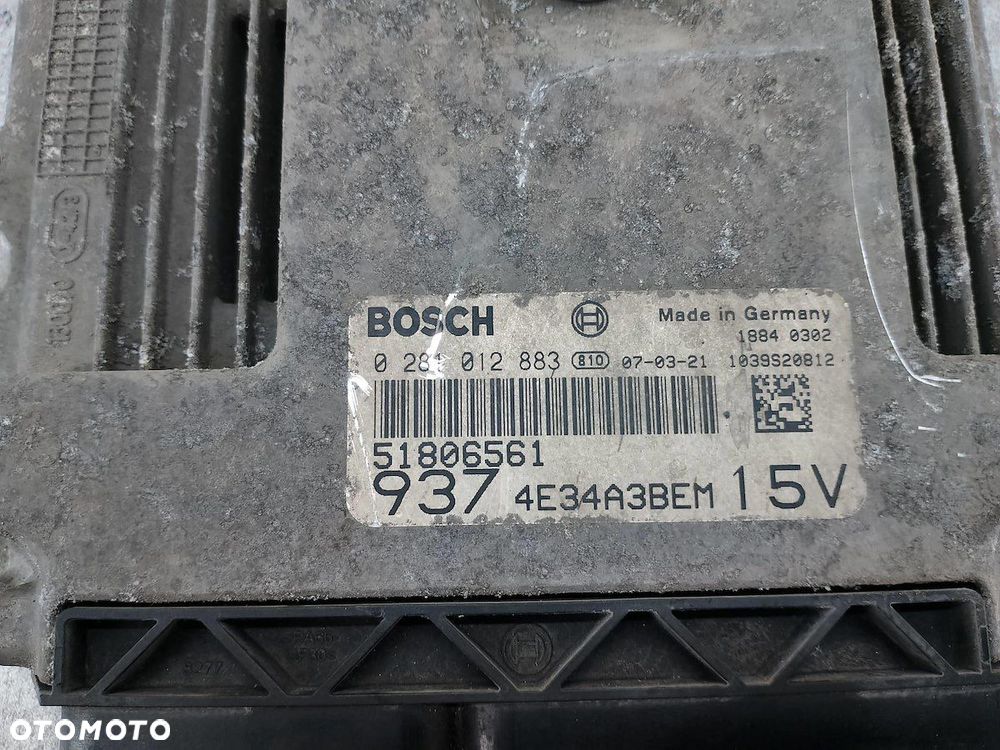 BOSCH
Made in Germany
1884 0302
0 281 012 883 810 07-03-21 1039S20812
51806561
937 4E34A3BEM 15V
OTOMOTO
OTOMOTO